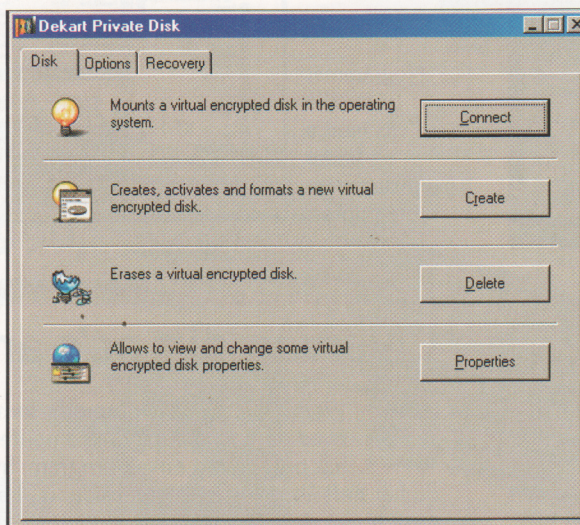 Dekart Private Disk
Disk Options Recovery
Mounts a virtual encrypted disk in the operating
system.
Connect
Creates, activates and formats a new virtual
encrypted disk.
Create
Erases a virtual encrypted disk.
Delete
Allows to view and change some virtual
encrypted disk properties.
Properties